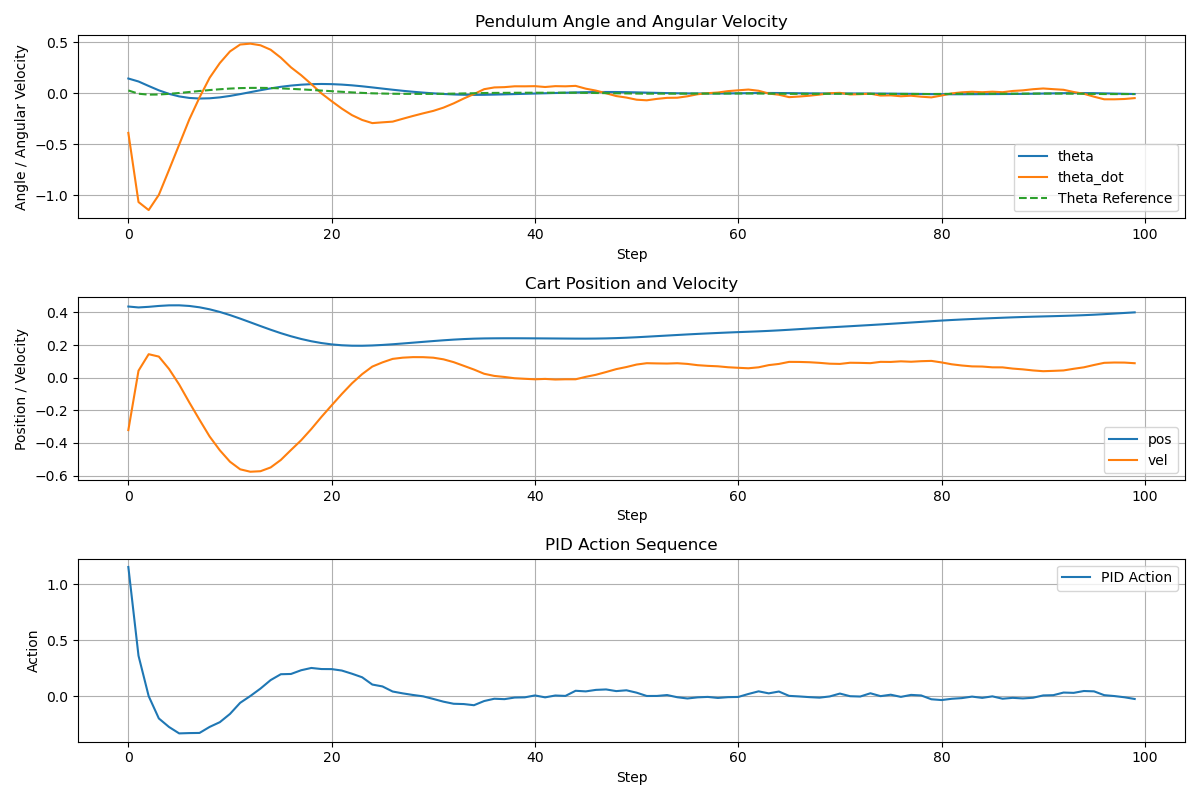 Pendulum Angle and Angular Velocity
Angle / Angular Velocity
0.5
0.0
−0.5
−1.0
theta
theta_dot
Theta Reference
0 20 40 60 80 100
Step
Cart Position and Velocity
Position / Velocity
0.4
0.2
0.0
−0.2
−0.4
−0.6
pos
vel
0 20 40 60 80 100
Step
PID Action Sequence
Action
1.0
0.5
0.0
PID Action
0 20 40 60 80 100
Step